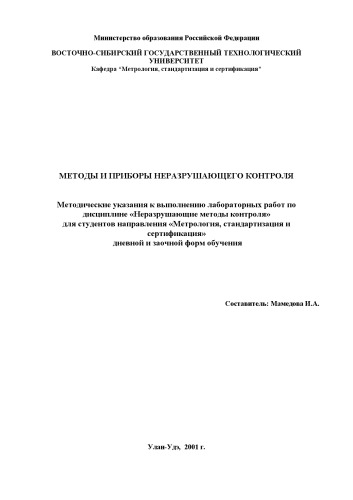 Министерство образования Российской Федерации
ВОСТОЧНО-СИБИРСКИЙ ГОСУДАРСТВЕННЫЙ ТЕХНОЛОГИЧЕСКИЙ
УНИВЕРСИТЕТ
Кафедра “Метрология, стандартизация и сертификация”
МЕТОДЫ И ПРИБОРЫ НЕРАЗРУШАЮЩЕГО КОНТРОЛЯ
Методические указания к выполнению лабораторных работ по
дисциплине «Неразрушающие методы контроля»
для студентов направления «Метрология, стандартизация и
сертификация»
дневной и заочной форм обучения
Составитель: Мамедова И.А.
Улан-Удэ, 2001 г.